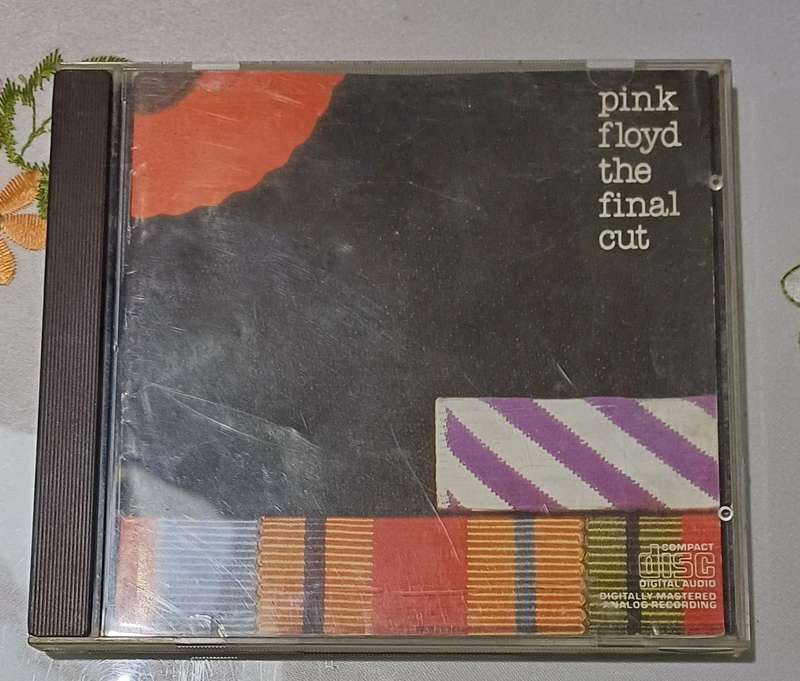 pink
floyd
the
final
cut
COMPACT
disc
DIGITAL AUDIO
DIGITALLY MASTERED
ANALOG RECORDING